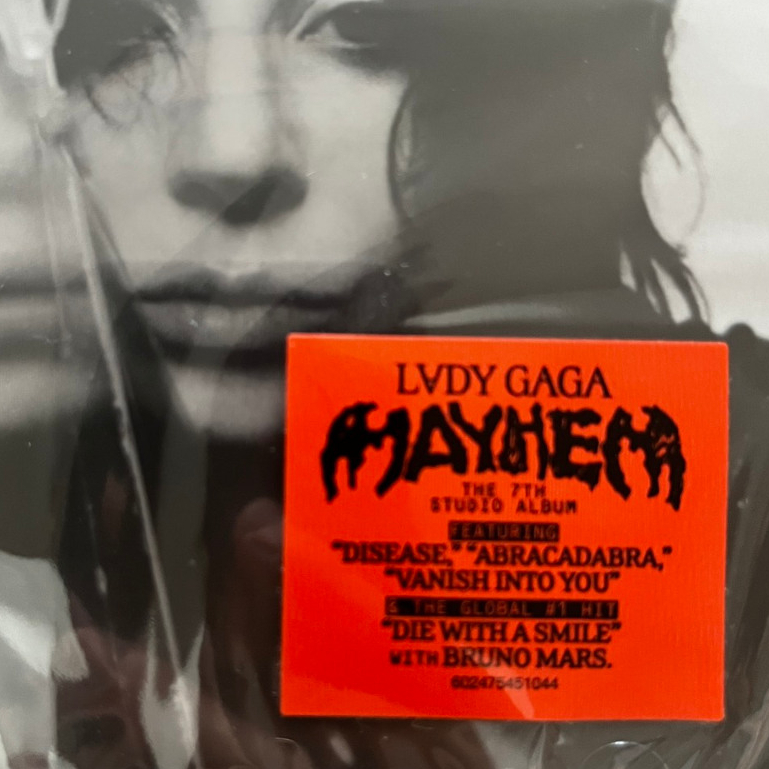 LVDY GAGA
MAYHEM
THE 7TH
STUDIO ALBUM
FEATURING
"DISEASE," "ABRACADABRA,"
"VANISH INTO YOU"
& THE GLOBAL #1 HIT
"DIE WITH A SMILE"
WITH BRUNO MARS.
602475451044